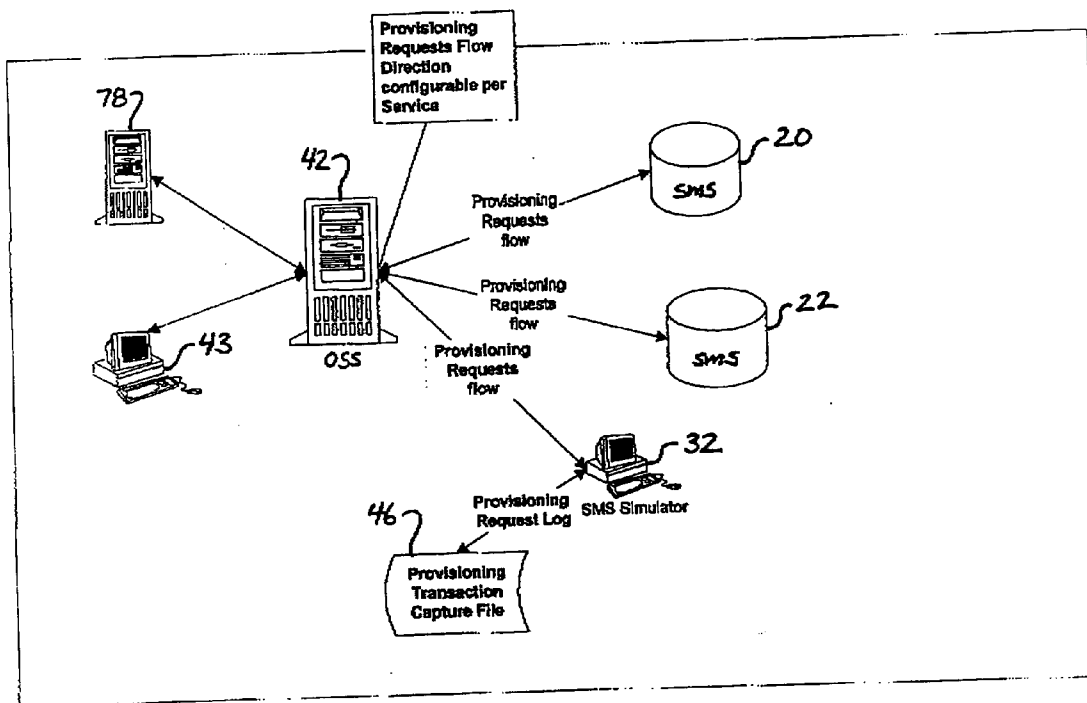 Provisioning
Requests Flow
Direction
configurable per
Service
78
42
20
SMS
Provisioning
Requests
flow
Provisioning
Requests
flow
22
SMS
43
OSS
Provisioning
Requests
flow
32
SMS Simulator
Provisioning
Request Log
46
Provisioning
Transaction
Capture File